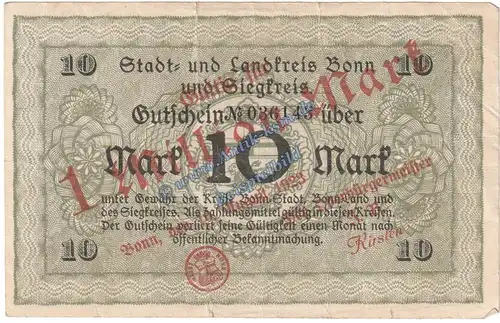 10 Stadt- und Landkreis Bonn 10
und Siegkreis.
Gutschein № 036143 über
Mark 10 Mark
unter Gewähr der Kreise Bonn-Stadt, Bonn-Land und
des Siegkreises. Als Zahlungsmittel gültig in diesen Kreisen.
Der Gutschein verliert seine Gültigkeit einen Monat nach
öffentlicher Bekanntmachung.
10 10
1 Million Mark
Bonn, 1923